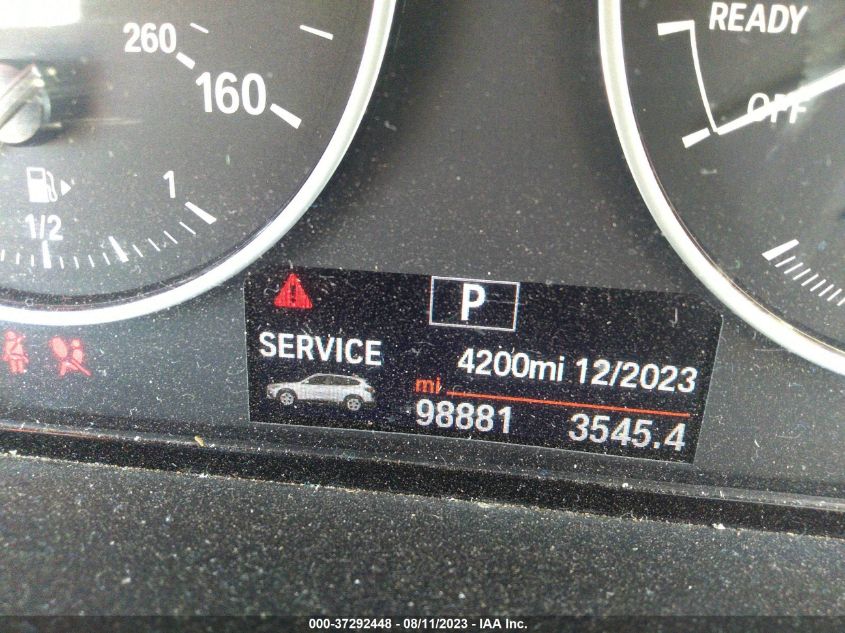 260
160
READY
OFF
1
1/2
P
SERVICE
4200mi 12/2023
mi
98881 3545.4
000-37292448 - 08/11/2023 - IAA Inc.